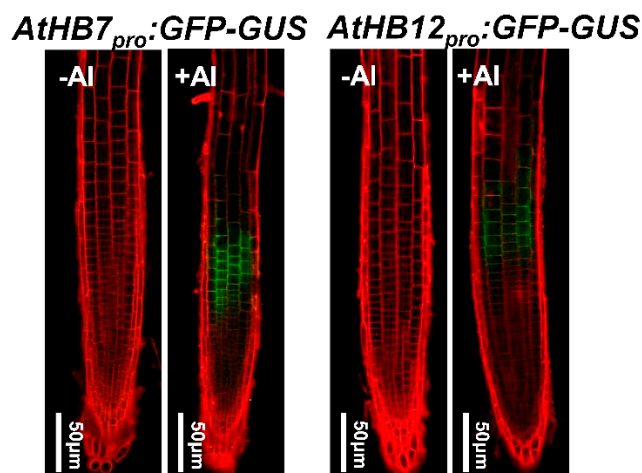 AtHB7pro:GFP-GUS AtHB12pro:GFP-GUS
-Al +Al -Al +Al
50μm 50μm 50μm 50μm